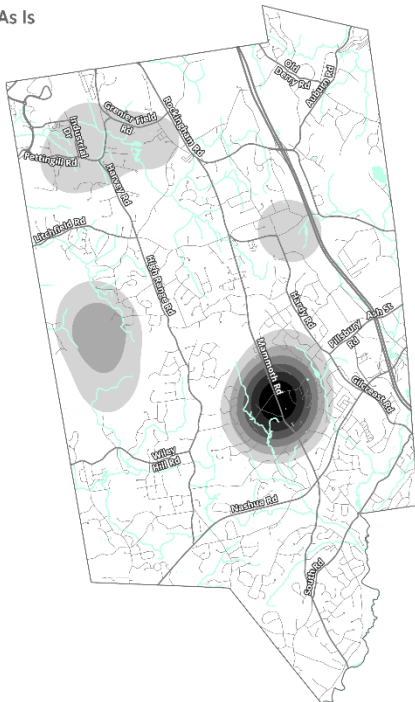 As Is
Old
Derry Rd
Auburn Rd
Grenier Field
Rd
Rockingham Rd
Industrial
Dr
Pettingill Rd
Harvey Rd
Litchfield Rd
High Range Rd
Hardy Rd
Pillsbury
Rd
Ash St
Mammoth Rd
Gilcreast Rd
Wiley
Hill Rd
Nashua Rd
South Rd